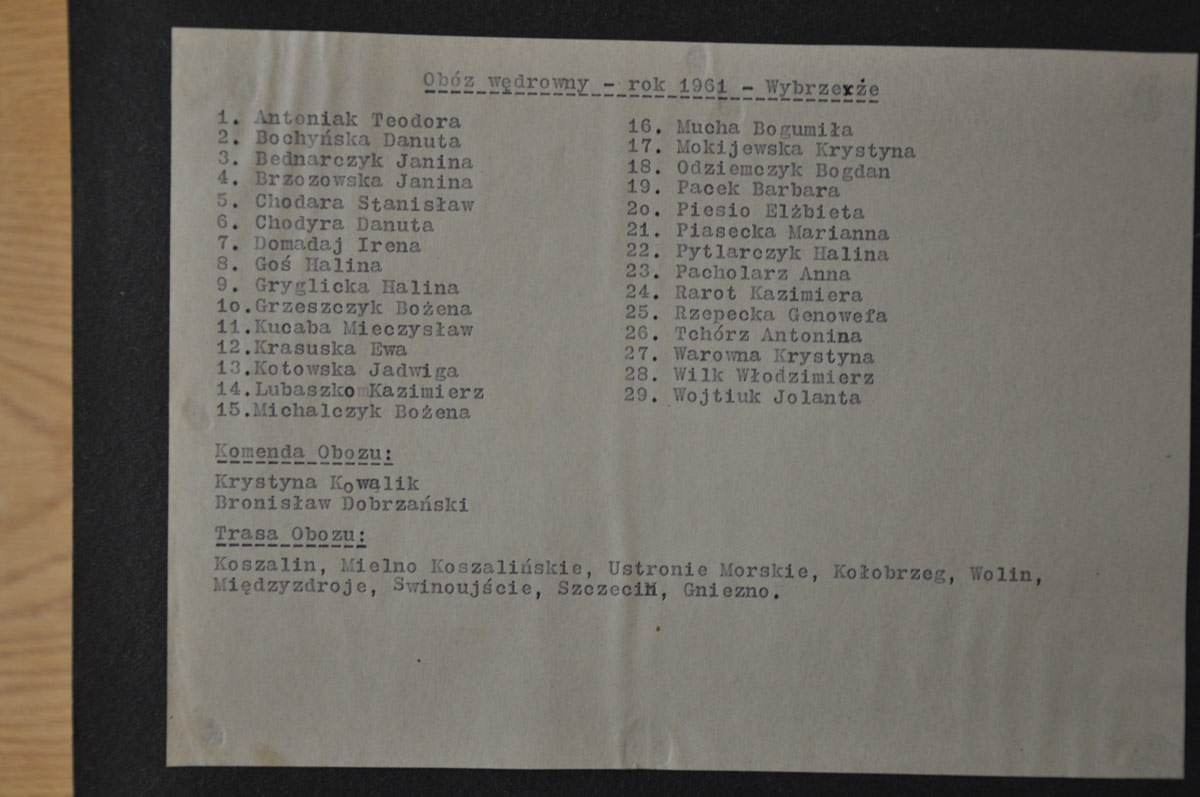 Obóz wędrowny - rok 1961 - Wybrzexże
1. Antoniak Teodora
2. Bochyńska Danuta
3. Bednarczyk Janina
4. Brzozowska Janina
5. Chodara Stanisław
6. Chodyra Danuta
7. Domadaj Irena
8. Goś Halina
9. Gryglicka Halina
1o.Grzeszczyk Bożena
11.Kucaba Mieczysław
12.Krasuska Ewa
13.Kotowska Jadwiga
14.Lubaszko Kazimierz
15.Michalczyk Bożena
16. Mucha Bogumiła
17. Mokijewska Krystyna
18. Odziemczyk Bogdan
19. Pacek Barbara
2o. Piesio Elżbieta
21. Piasecka Marianna
22. Pytlarczyk Halina
23. Pacholarz Anna
24. Rarot Kazimiera
25. Rzepecka Genowefa
26. Tchórz Antonina
27. Warowna Krystyna
28. Wilk Włodzimierz
29. Wojtiuk Jolanta
Komenda Obozu:
Krystyna Kowalik
Bronisław Dobrzański
Trasa Obozu:
Koszalin, Mielno Koszalińskie, Ustronie Morskie, Kołobrzeg, Wolin,
Międzyzdroje, Swinoujście, Szczecin, Gniezno.